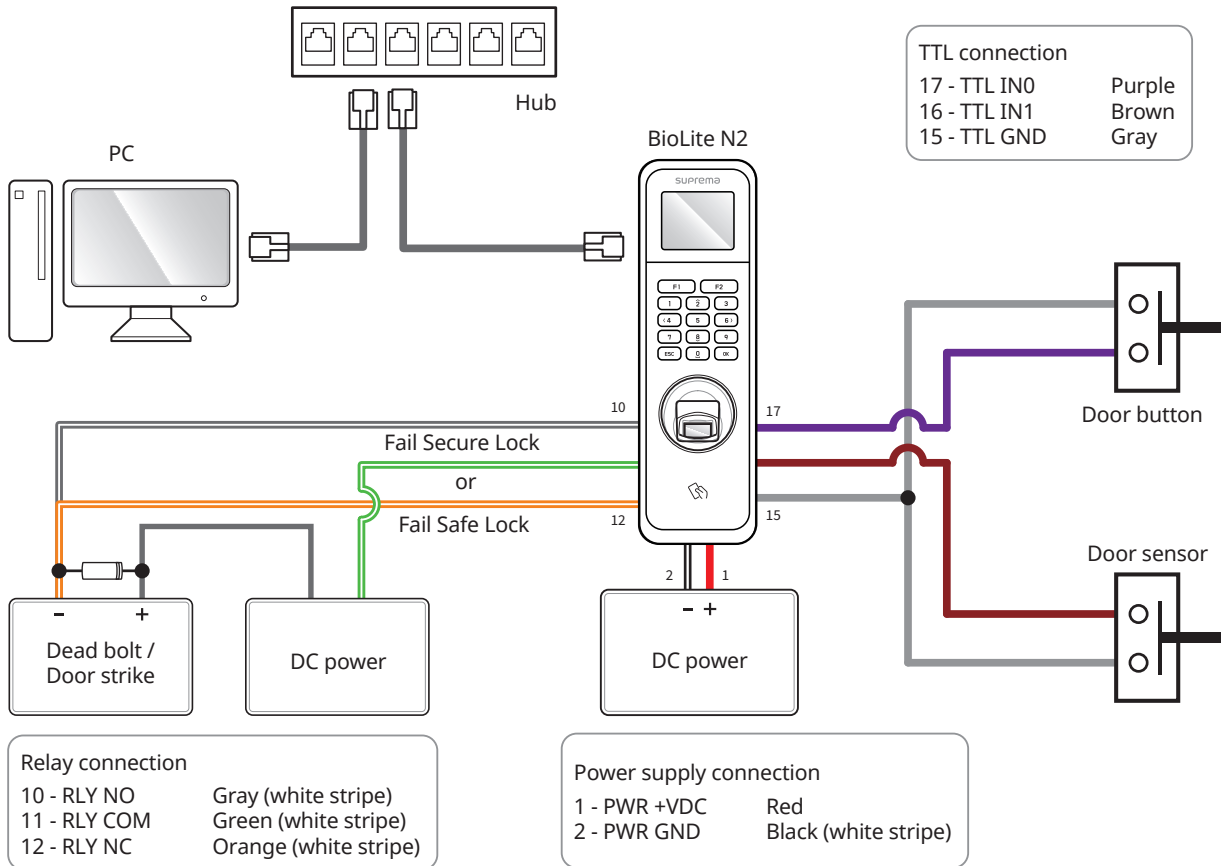 Hub
PC
BioLite N2
suprema
F1 F2
1 2 3
‹4 5 6›
7 8 9
ESC 0 OK
TTL connection
17 - TTL IN0 Purple
16 - TTL IN1 Brown
15 - TTL GND Gray
Door button
10
17
Fail Secure Lock
or
Fail Safe Lock
12
15
Door sensor
2 1
- +
Dead bolt /
Door strike
DC power
- +
DC power
Relay connection
10 - RLY NO Gray (white stripe)
11 - RLY COM Green (white stripe)
12 - RLY NC Orange (white stripe)
Power supply connection
1 - PWR +VDC Red
2 - PWR GND Black (white stripe)